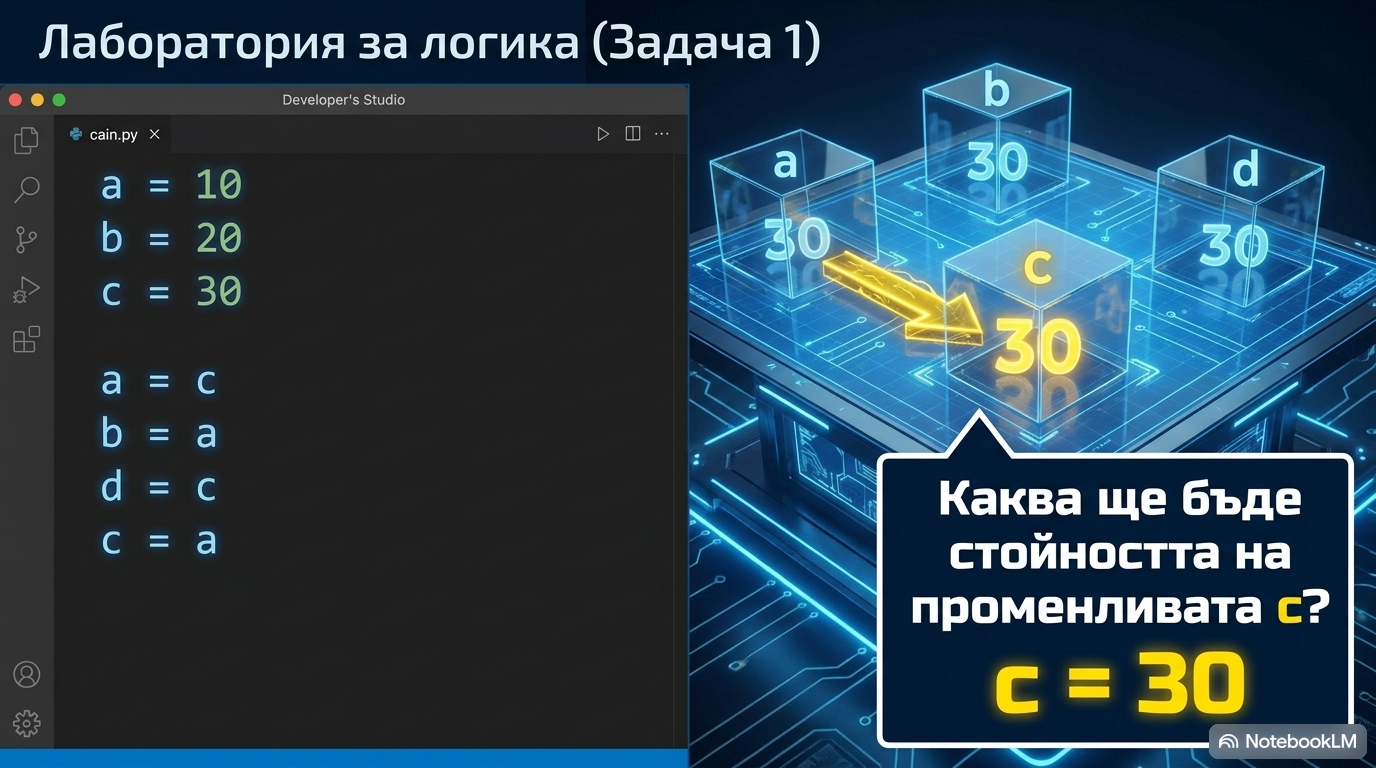 Лаборатория за логика (Задача 1)
Developer's Studio
cain.py
a = 10
b = 20
c = 30
a = c
b = a
d = c
c = a
b
30
a
30
d
30
c
30
Каква ще бъде
стойността на
променливата c?
c = 30
NotebookLM